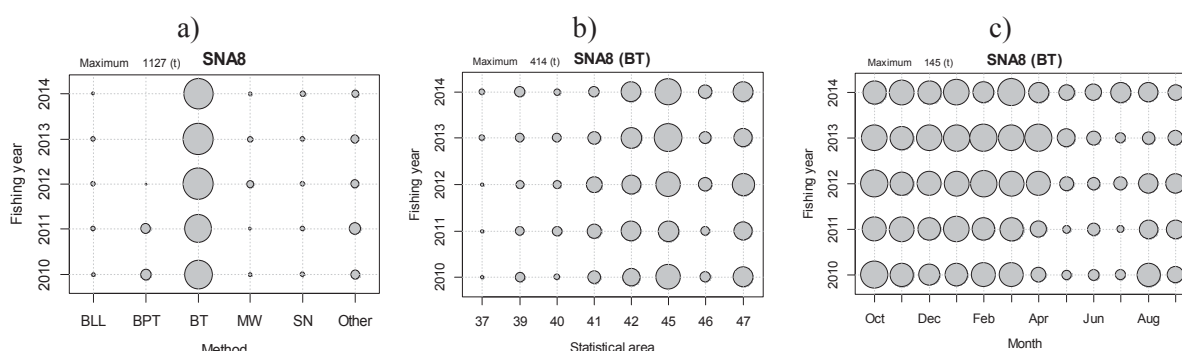 a)
Maximum 1127 (t) SNA8
Fishing year
2014
2013
2012
2011
2010
BLL BPT BT MW SN Other
Method
b)
Maximum 414 (t) SNA8 (BT)
Fishing year
2014
2013
2012
2011
2010
37 39 40 41 42 45 46 47
Statistical area
c)
Maximum 145 (t) SNA8 (BT)
Fishing year
2014
2013
2012
2011
2010
Oct Dec Feb Apr Jun Aug
Month